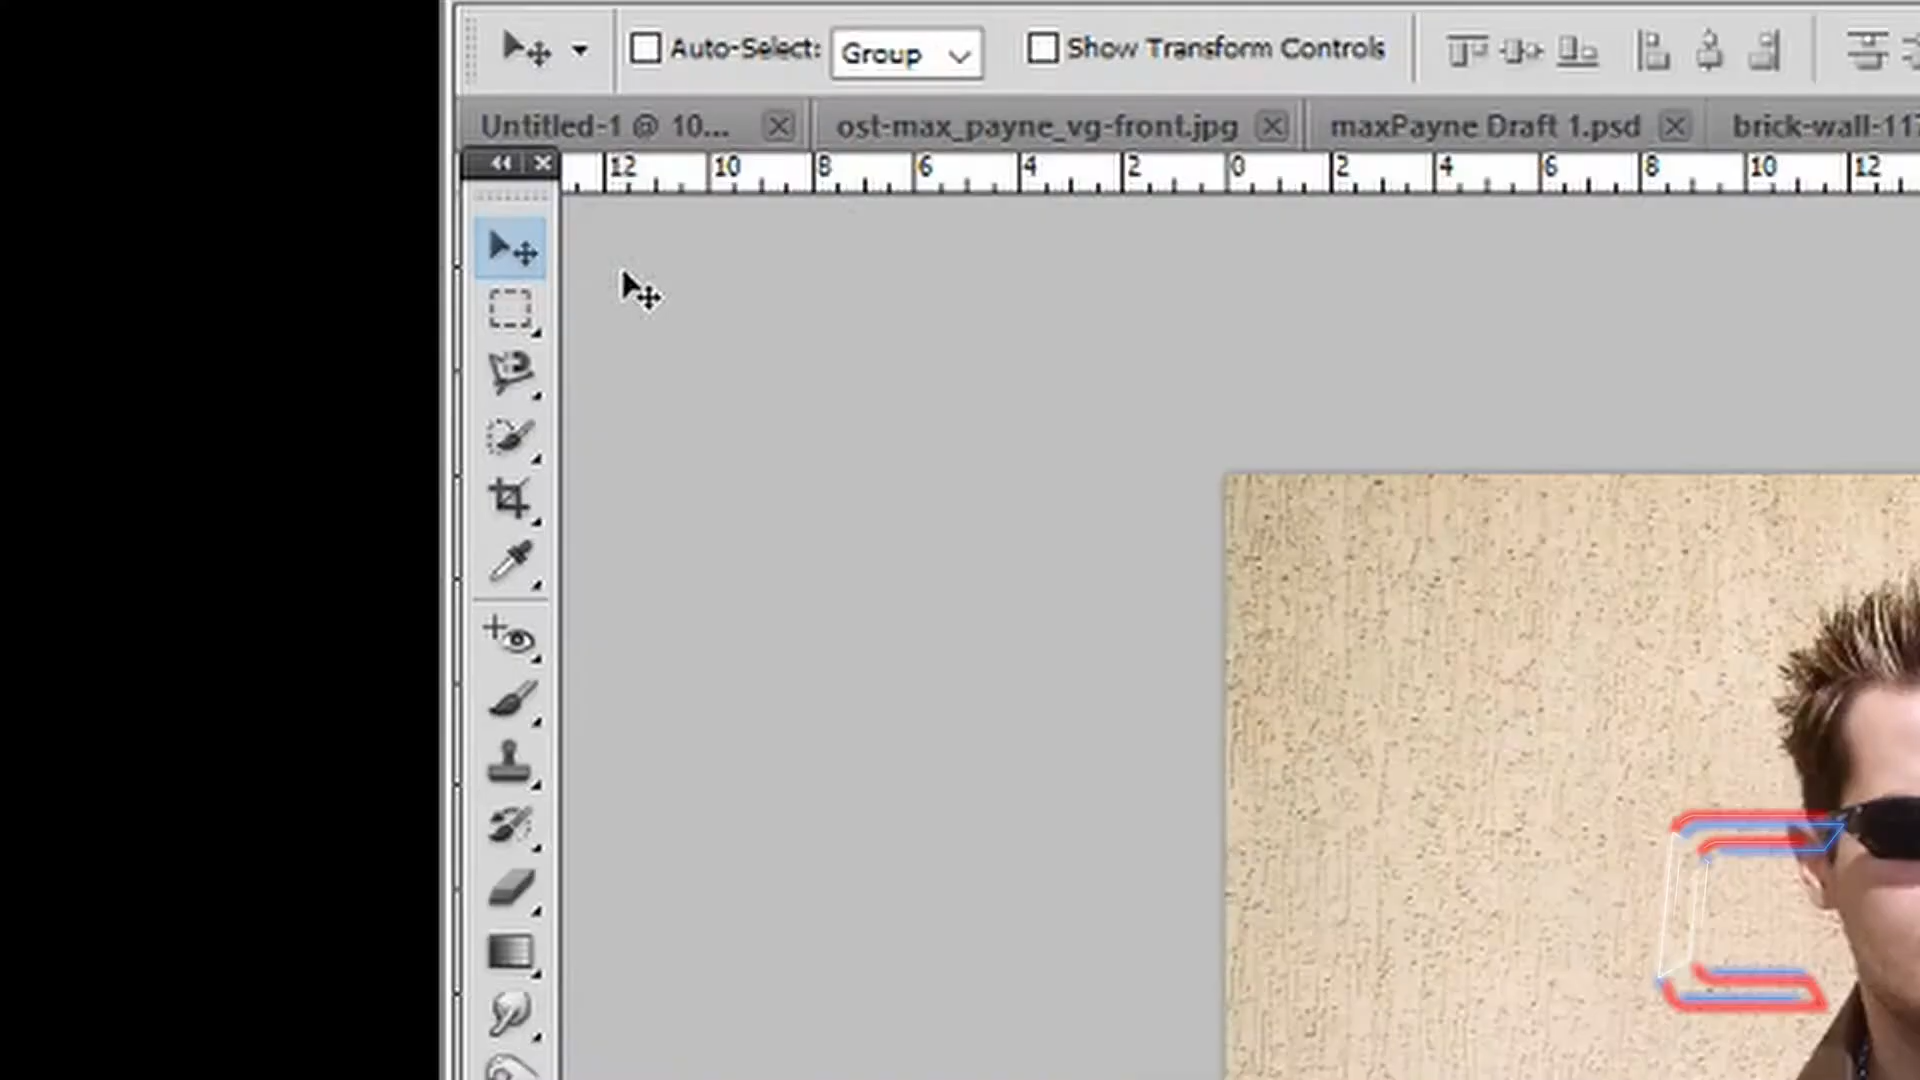 Auto-Select: Group Show Transform Controls
Untitled-1 @ 10... ost-max_payne_vg-front.jpg maxPayne Draft 1.psd brick-wall-117
12 10 8 6 4 2 0 2 4 6 8 10 12